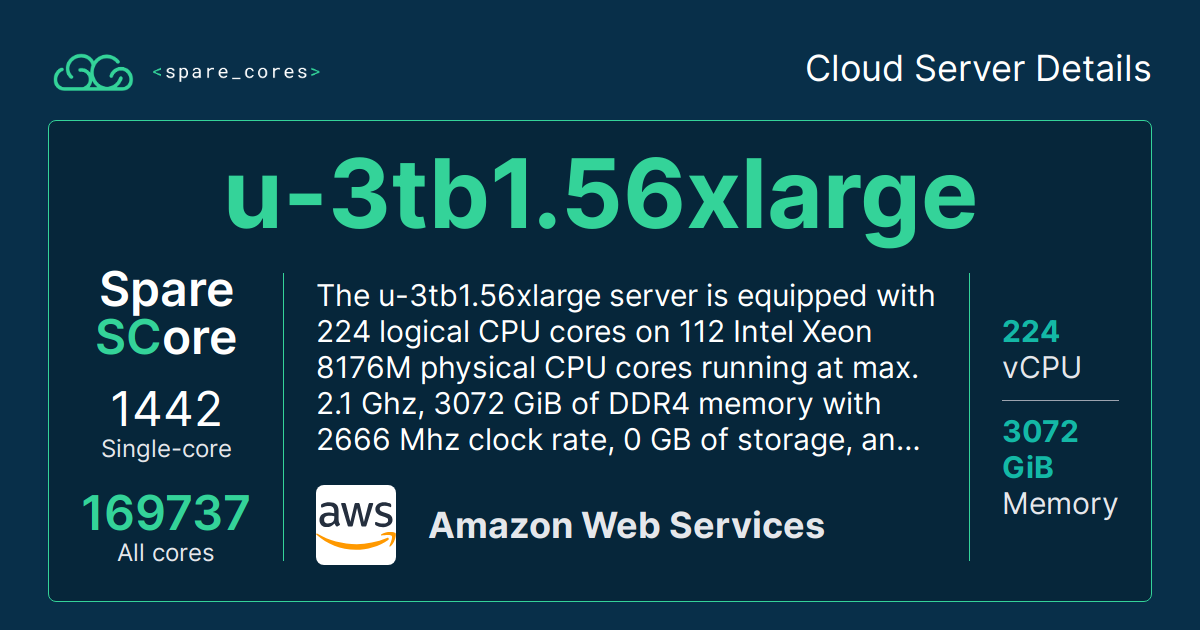 <spare_cores>
Cloud Server Details
u-3tb1.56xlarge
Spare
SCore
1442
Single-core
169737
All cores
The u-3tb1.56xlarge server is equipped with
224 logical CPU cores on 112 Intel Xeon
8176M physical CPU cores running at max.
2.1 Ghz, 3072 GiB of DDR4 memory with
2666 Mhz clock rate, 0 GB of storage, an...
aws
Amazon Web Services
224
vCPU
3072
GiB
Memory